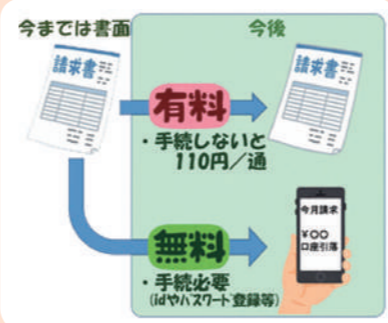 今までは書面
今後
請求書
請求書
有料
・手続しないと
110円／通
無料
・手続必要
(idやパスワード登録等)
今月請求
￥〇〇
口座引落